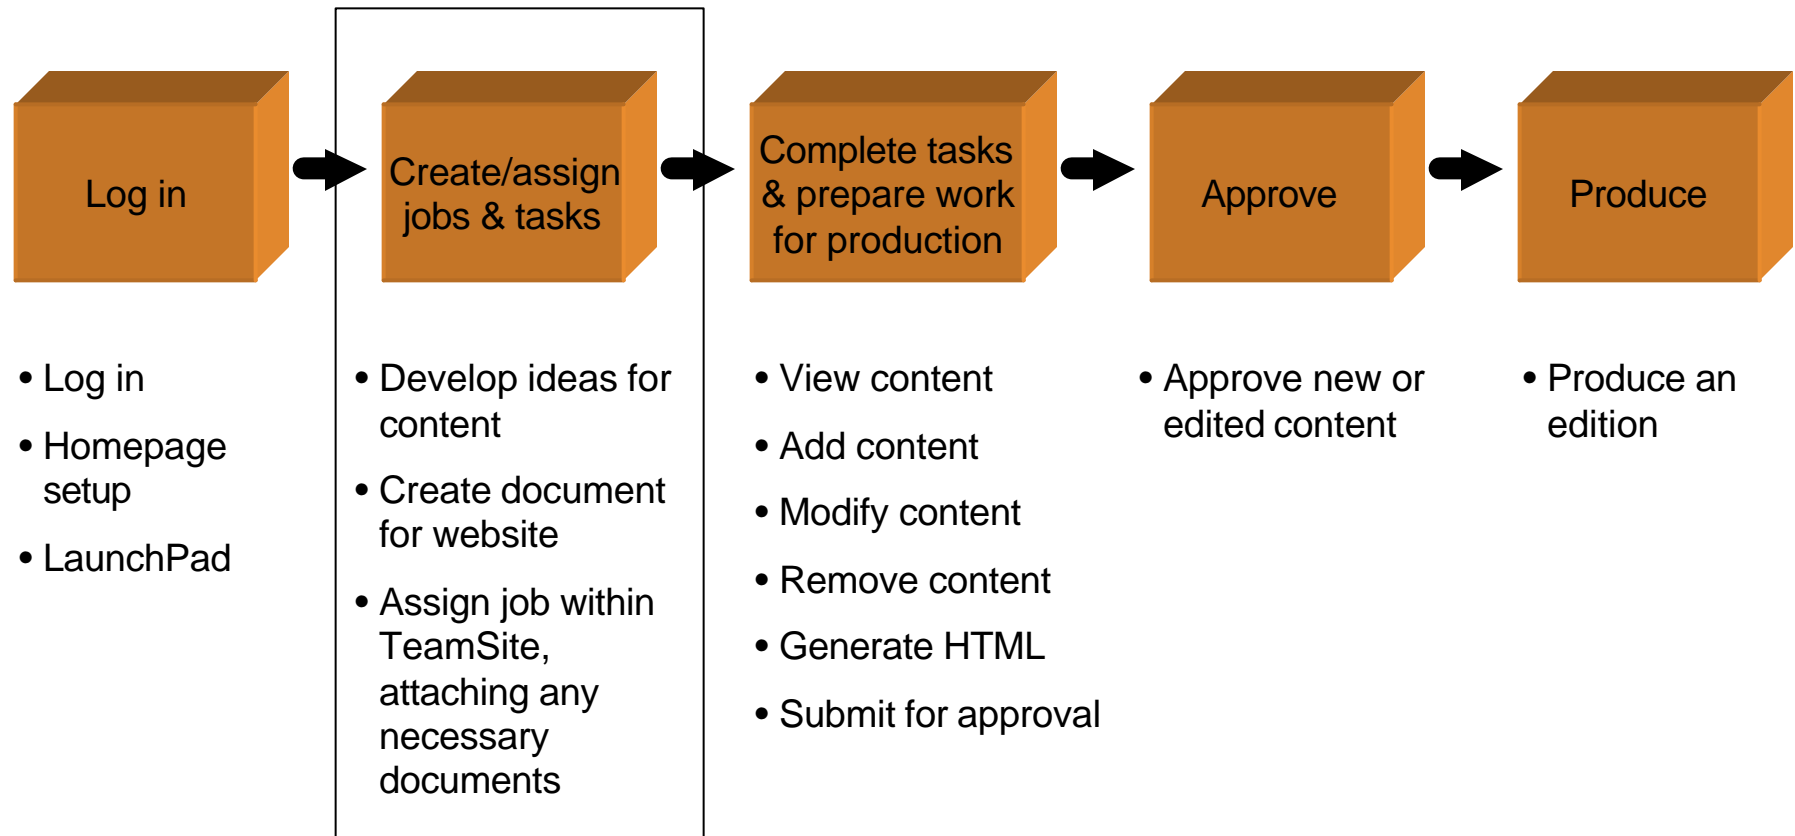 Log in
Create/assign
jobs & tasks
Complete tasks
& prepare work
for production
Approve
Produce
• Log in
• Homepage
setup
• LaunchPad
• Develop ideas for
content
• Create document
for website
• Assign job within
TeamSite,
attaching any
necessary
documents
• View content
• Add content
• Modify content
• Remove content
• Generate HTML
• Submit for approval
• Approve new or
edited content
• Produce an
edition